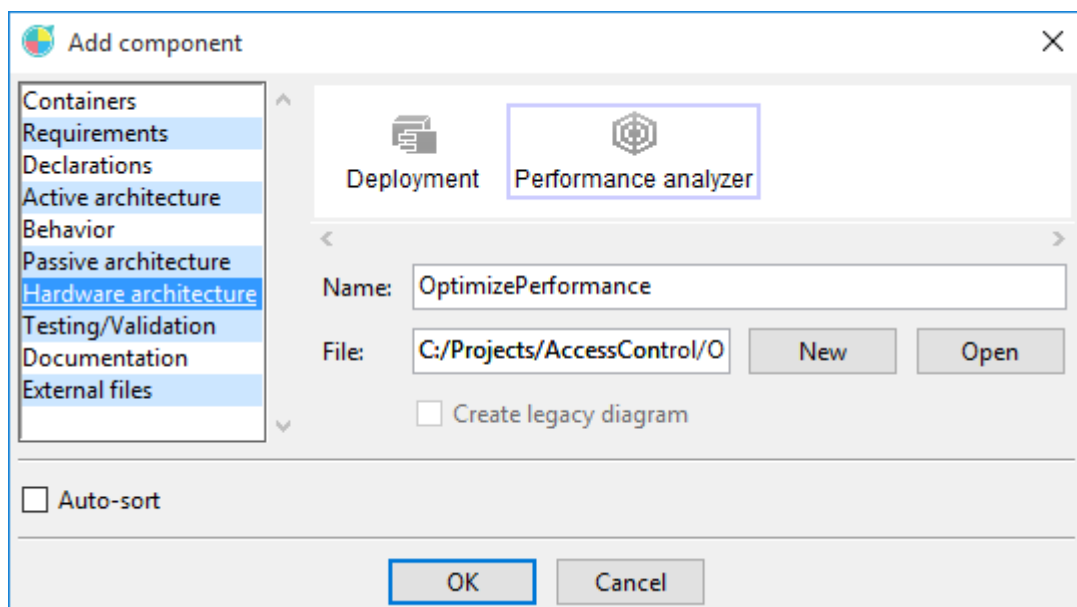 Add component
Containers
Requirements
Declarations
Active architecture
Behavior
Passive architecture
Hardware architecture
Testing/Validation
Documentation
External files
Deployment
Performance analyzer
Name: OptimizePerformance
File: C:/Projects/AccessControl/O New Open
Create legacy diagram
Auto-sort
OK Cancel